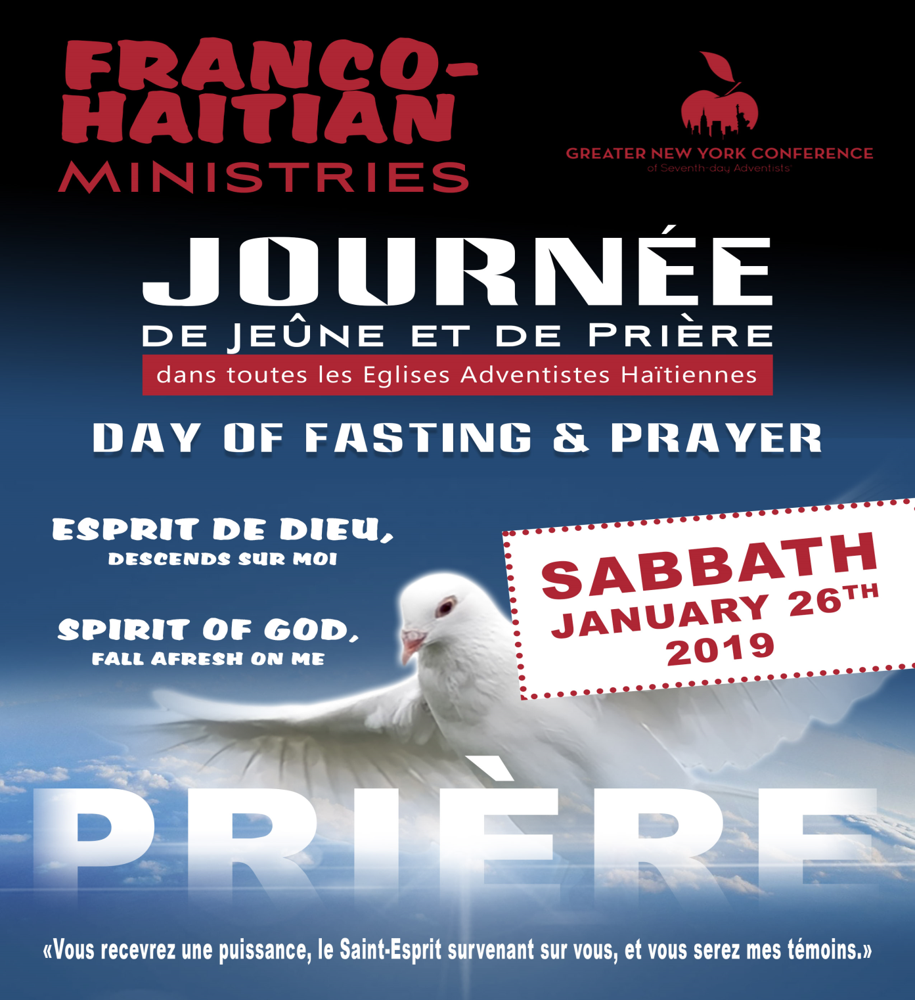 FRANCO-
HAITIAN
MINISTRIES
GREATER NEW YORK CONFERENCE
of Seventh-day Adventists
JOURNÉE
DE JEÛNE ET DE PRIÈRE
dans toutes les Eglises Adventistes Haïtiennes
DAY OF FASTING & PRAYER
ESPRIT DE DIEU,
DESCENDS SUR MOI
SPIRIT OF GOD,
FALL AFRESH ON ME
SABBATH
JANUARY 26TH
2019
PRIÈRE
«Vous recevrez une puissance, le Saint-Esprit survenant sur vous, et vous serez mes témoins.»